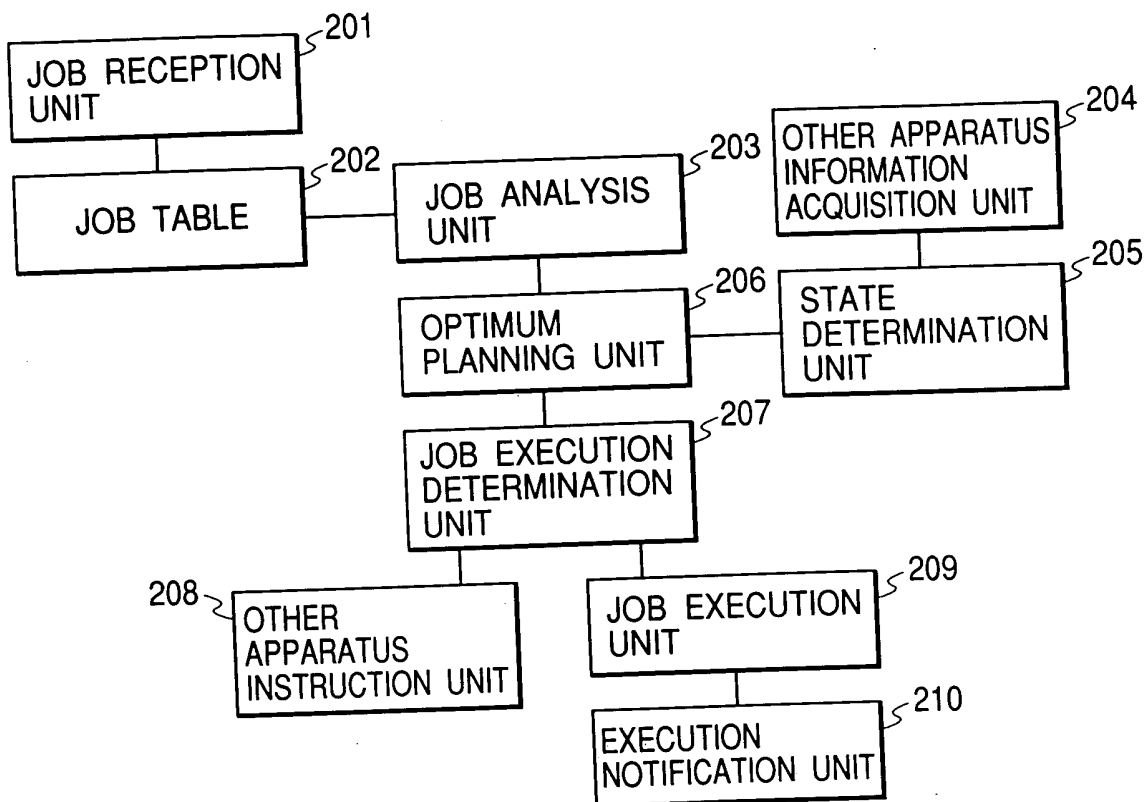 201
JOB RECEPTION
UNIT
202
JOB TABLE
203
JOB ANALYSIS
UNIT
204
OTHER APPARATUS
INFORMATION
ACQUISITION UNIT
205
STATE
DETERMINATION
UNIT
206
OPTIMUM
PLANNING UNIT
207
JOB EXECUTION
DETERMINATION
UNIT
208
OTHER
APPARATUS
INSTRUCTION UNIT
209
JOB EXECUTION
UNIT
210
EXECUTION
NOTIFICATION UNIT